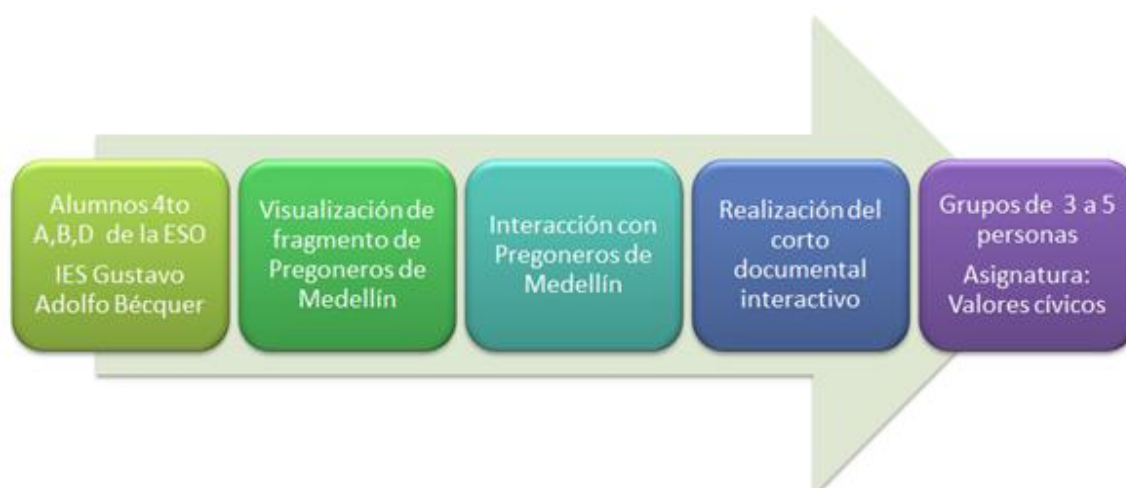 Alumnos 4to
A,B,D de la ESO
IES Gustavo
Adolfo Bécquer
Visualización de
fragmento de
Pregoneros de
Medellín
Interacción con
Pregoneros de
Medellín
Realización del
corto
documental
interactivo
Grupos de 3 a 5
personas
Asignatura:
Valores cívicos